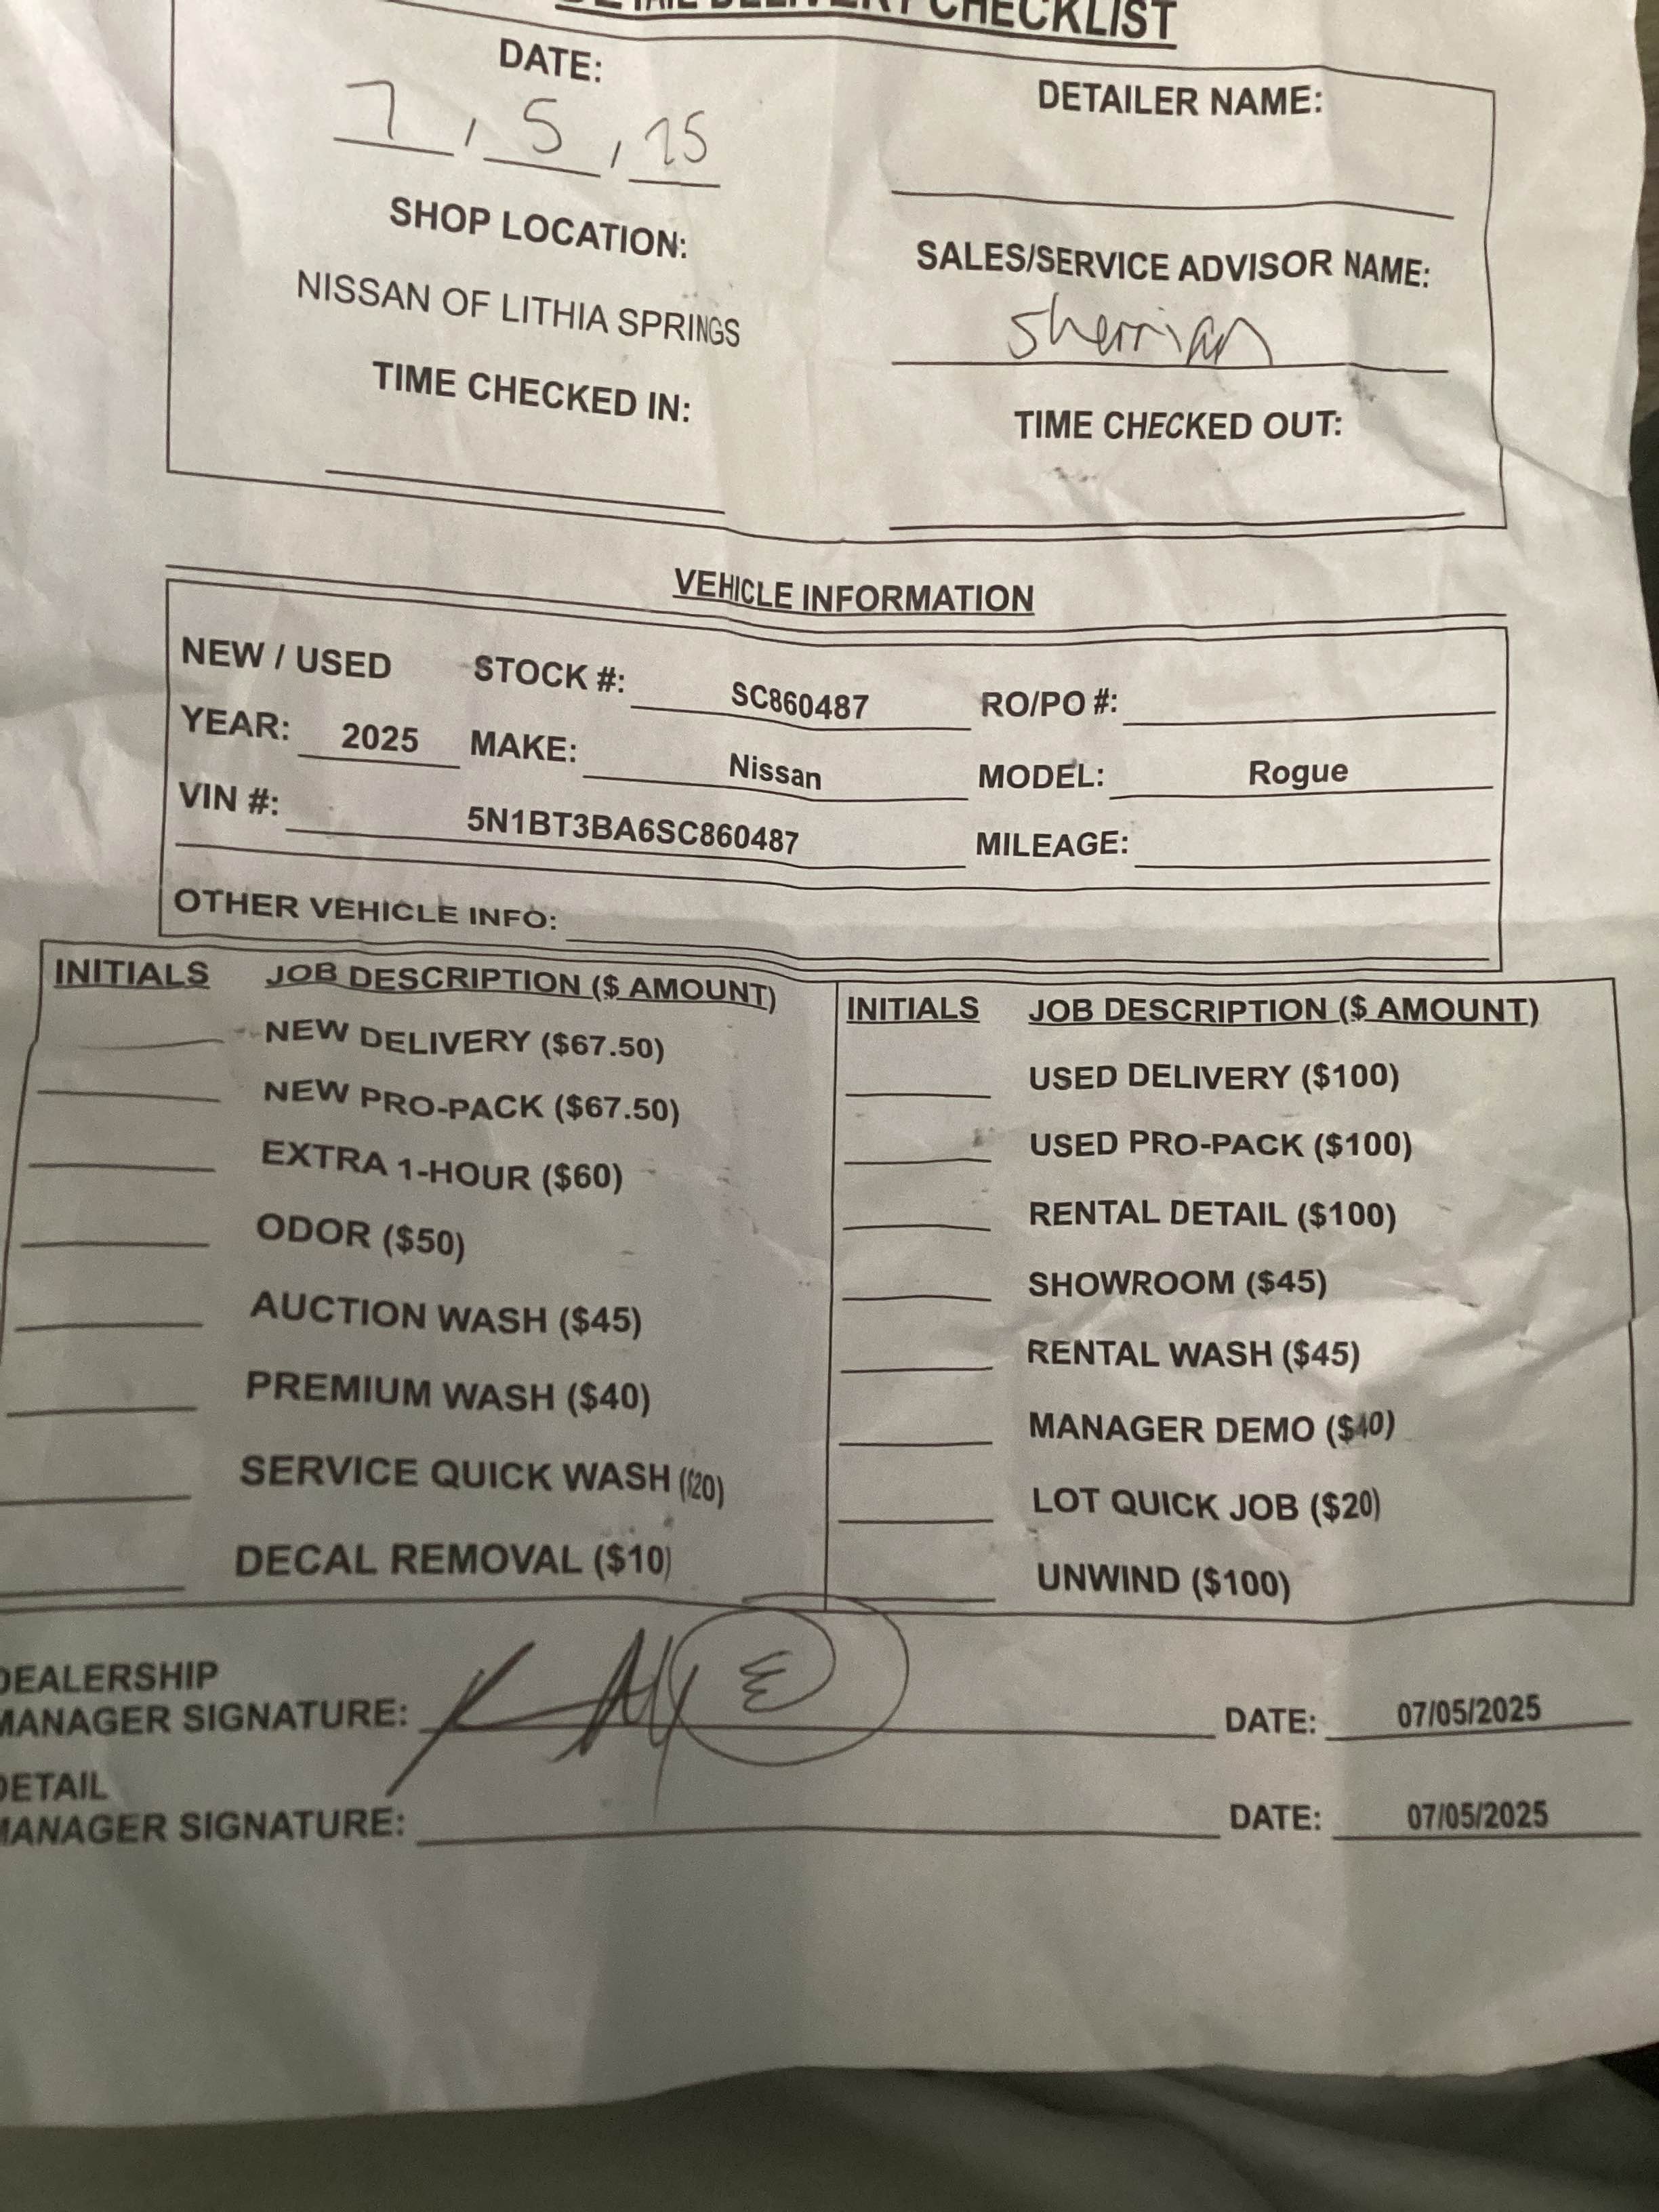 DETAIL DELIVERY CHECKLIST
DATE:
7 / 5 / 25
DETAILER NAME:
SHOP LOCATION:
NISSAN OF LITHIA SPRINGS
SALES/SERVICE ADVISOR NAME:
Sherrian
TIME CHECKED IN:
TIME CHECKED OUT:
VEHICLE INFORMATION
NEW / USED STOCK #: SC860487 RO/PO #:
YEAR: 2025 MAKE: Nissan MODEL: Rogue
VIN #: 5N1BT3BA6SC860487 MILEAGE:
OTHER VEHICLE INFO:
INITIALS JOB DESCRIPTION ($ AMOUNT)
NEW DELIVERY ($67.50)
NEW PRO-PACK ($67.50)
EXTRA 1-HOUR ($60)
ODOR ($50)
AUCTION WASH ($45)
PREMIUM WASH ($40)
SERVICE QUICK WASH ($20)
DECAL REMOVAL ($10)
INITIALS JOB DESCRIPTION ($ AMOUNT)
USED DELIVERY ($100)
USED PRO-PACK ($100)
RENTAL DETAIL ($100)
SHOWROOM ($45)
RENTAL WASH ($45)
MANAGER DEMO ($40)
LOT QUICK JOB ($20)
UNWIND ($100)
DEALERSHIP
MANAGER SIGNATURE: DATE: 07/05/2025
DETAIL
MANAGER SIGNATURE: DATE: 07/05/2025